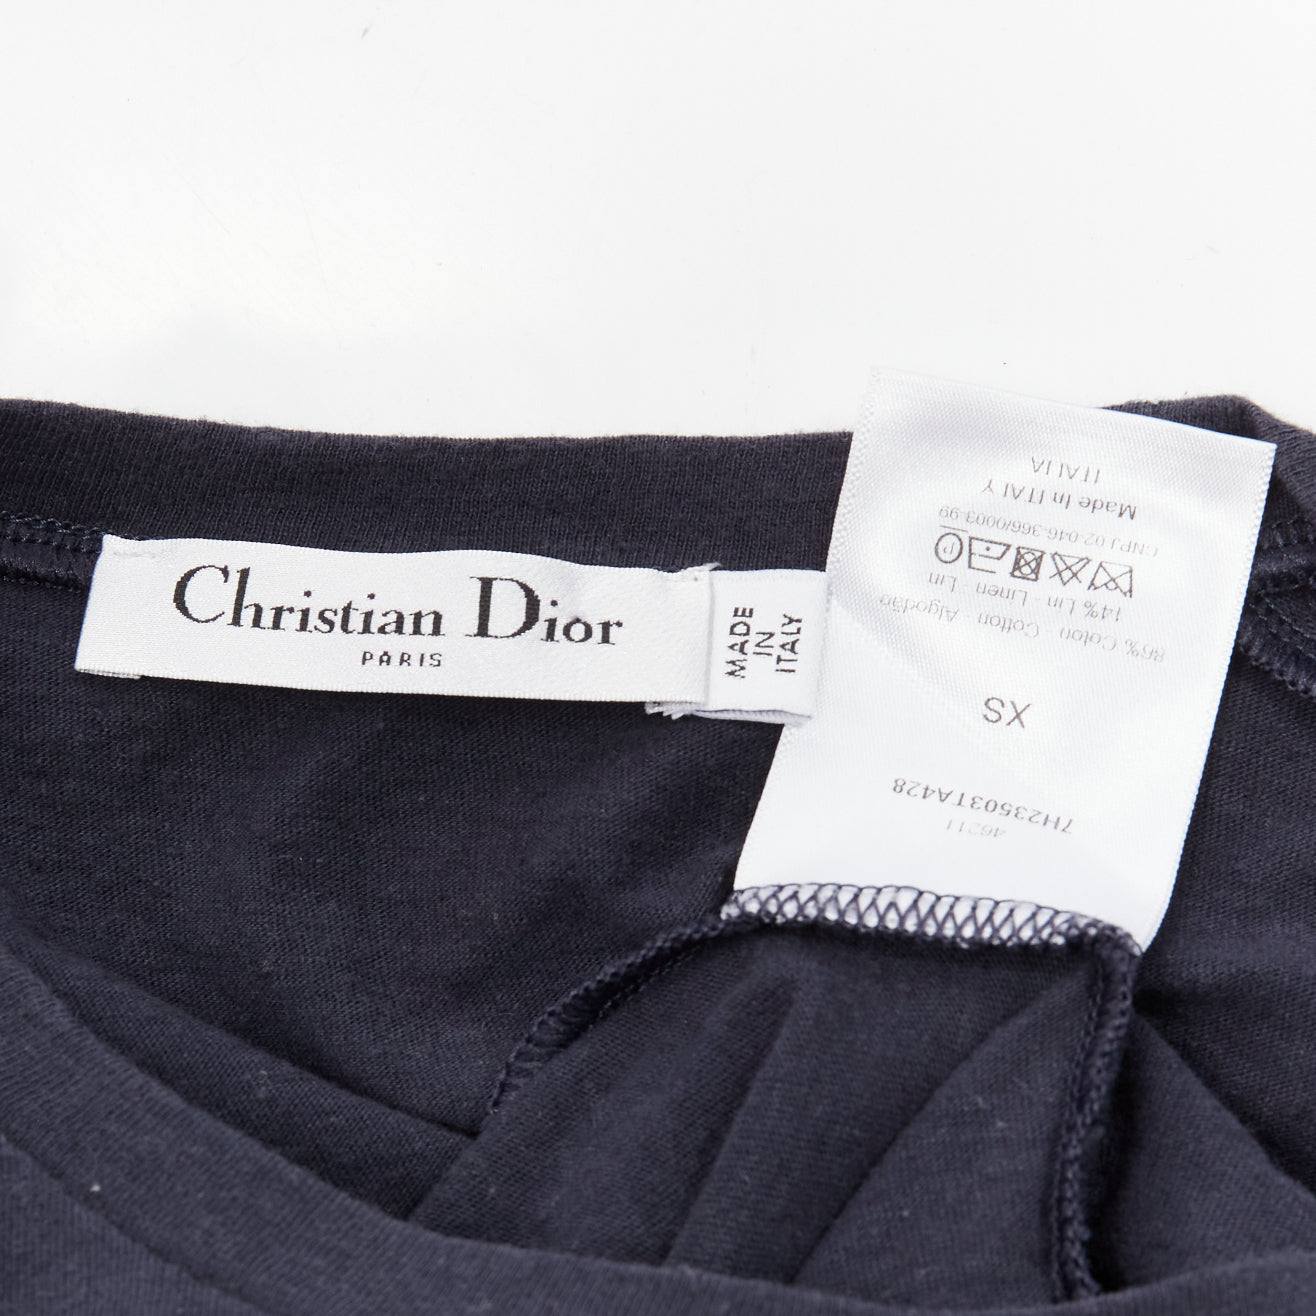 Christian Dior
PARIS
MADE
IN
ITALY
46211
7H23503TA428
XS
86% Coton Cotton Algodão
14% Lin - Linen - Lin
P
CNPJ 02-046-366/0003-99
Made In ITALY
ITALIA